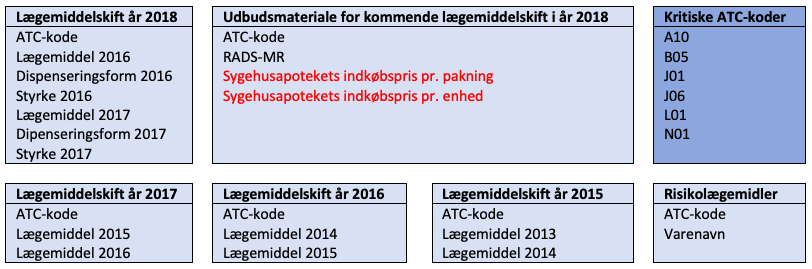 Lægemiddelskift år 2018
ATC-kode
Lægemiddel 2016
Dispenseringsform 2016
Styrke 2016
Lægemiddel 2017
Dipenseringsform 2017
Styrke 2017
Udbudsmateriale for kommende lægemiddelskift i år 2018
ATC-kode
RADS-MR
Sygehusapotekets indkøbspris pr. pakning
Sygehusapotekets indkøbspris pr. enhed
Kritiske ATC-koder
A10
B05
J01
J06
L01
N01
Lægemiddelskift år 2017
ATC-kode
Lægemiddel 2015
Lægemiddel 2016
Lægemiddelskift år 2016
ATC-kode
Lægemiddel 2014
Lægemiddel 2015
Lægemiddelskift år 2015
ATC-kode
Lægemiddel 2013
Lægemiddel 2014
Risikolægemidler
ATC-kode
Varenavn